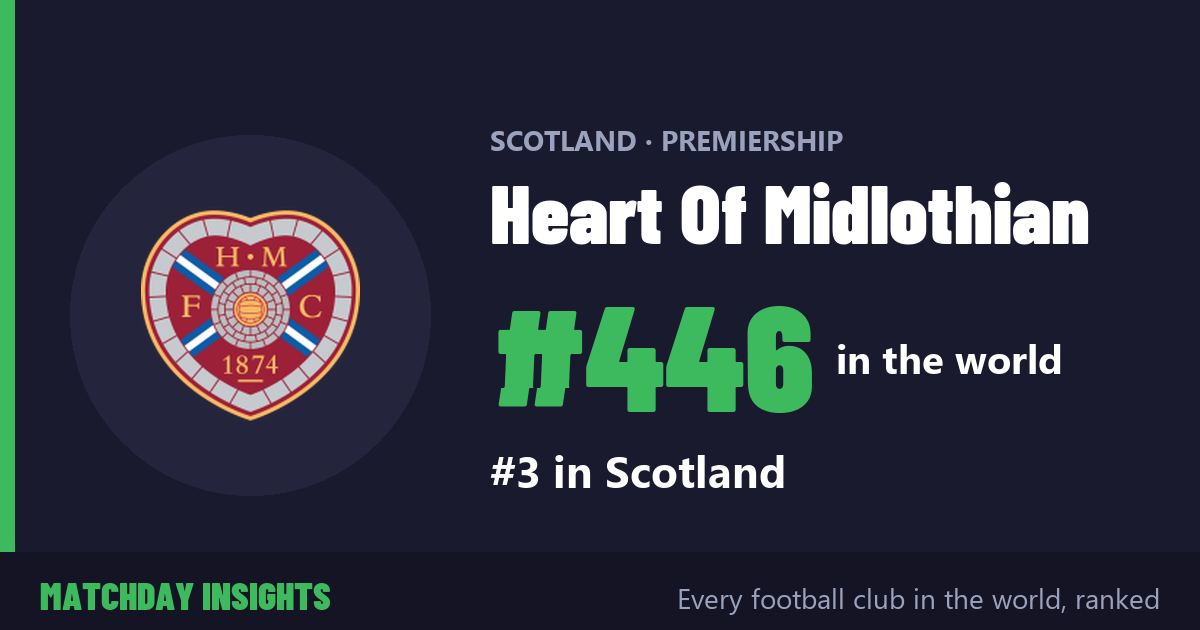 SCOTLAND · PREMIERSHIP
Heart Of Midlothian
#446 in the world
#3 in Scotland
H·M
F C
1874
MATCHDAY INSIGHTS
Every football club in the world, ranked